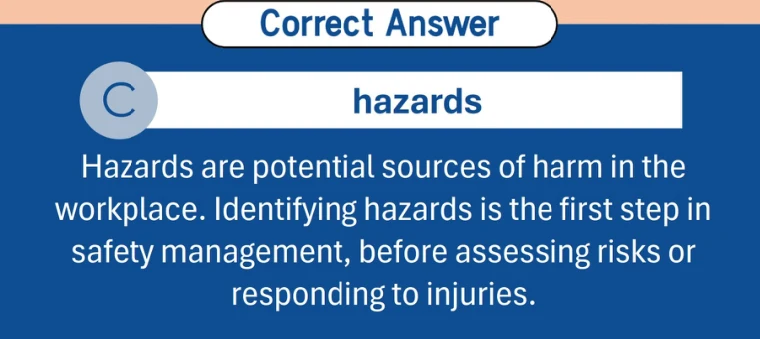 Correct Answer
C
hazards
Hazards are potential sources of harm in the
workplace. Identifying hazards is the first step in
safety management, before assessing risks or
responding to injuries.